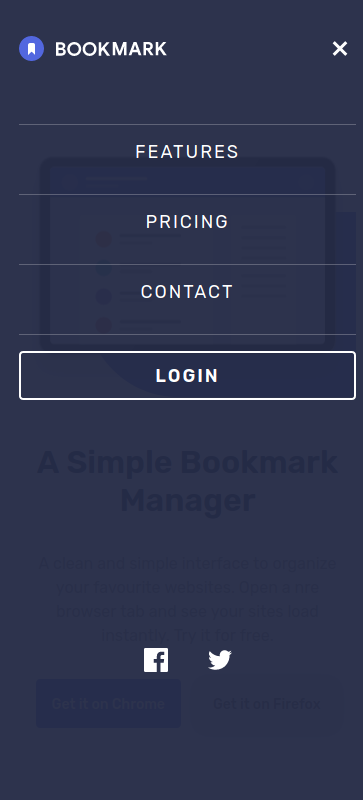 BOOKMARK
FEATURES
PRICING
CONTACT
LOGIN
A Simple Bookmark
Manager
A clean and simple interface to organize
your favourite websites. Open a new
browser tab and see your sites load
instantly. Try it for free.
Get it on Chrome
Get it on Firefox